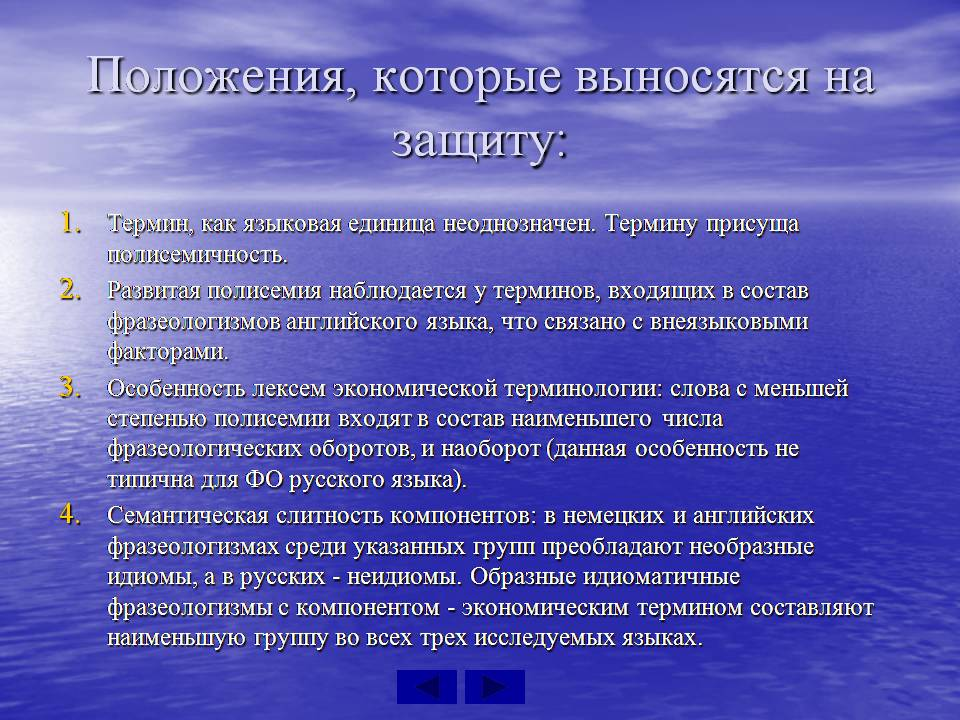 Положения, которые выносятся на
защиту:
1. Термин, как языковая единица неоднозначен. Термину присуща
полисемичность.
2. Развитая полисемия наблюдается у терминов, входящих в состав
фразеологизмов английского языка, что связано с внеязыковыми
факторами.
3. Особенность лексем экономической терминологии: слова с меньшей
степенью полисемии входят в состав наименьшего числа
фразеологических оборотов, и наоборот (данная особенность не
типична для ФО русского языка).
4. Семантическая слитность компонентов: в немецких и английских
фразеологизмах среди указанных групп преобладают необразные
идиомы, а в русских - неидиомы. Образные идиоматичные
фразеологизмы с компонентом - экономическим термином составляют
наименьшую группу во всех трех исследуемых языках.